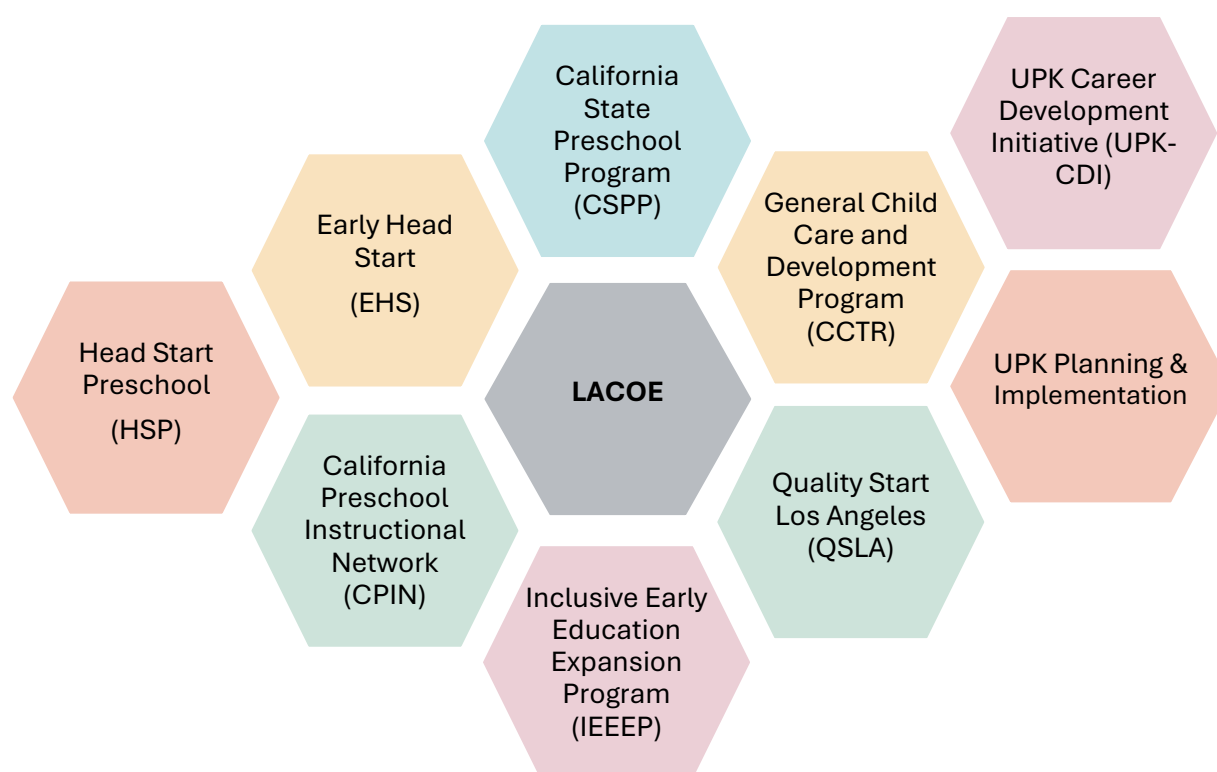 California
State
Preschool
Program
(CSPP)
UPK Career
Development
Initiative (UPK-
CDI)
Early Head
Start
(EHS)
General Child
Care and
Development
Program
(CCTR)
Head Start
Preschool
(HSP)
LACOE
UPK Planning &
Implementation
California
Preschool
Instructional
Network
(CPIN)
Quality Start
Los Angeles
(QSLA)
Inclusive Early
Education
Expansion
Program
(IEEEP)